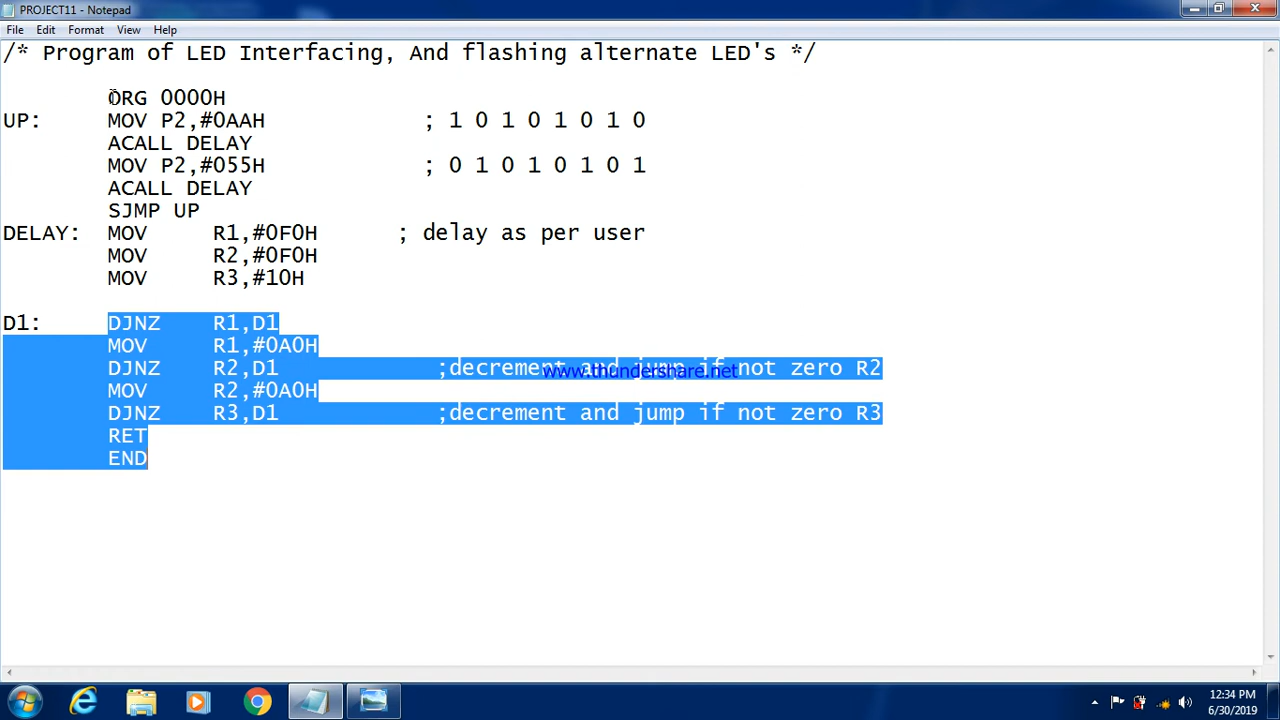 PROJECT11 - Notepad
File Edit Format View Help
/* Program of LED Interfacing, And flashing alternate LED's */
ORG 0000H
UP: MOV P2,#0AAH ; 1 0 1 0 1 0 1 0
ACALL DELAY
MOV P2,#055H ; 0 1 0 1 0 1 0 1
ACALL DELAY
SJMP UP
DELAY: MOV R1,#0F0H ; delay as per user
MOV R2,#0F0H
MOV R3,#10H
D1: DJNZ R1,D1
MOV R1,#0A0H
DJNZ R2,D1 ;decrement and jump if not zero R2
www.thundershare.net
MOV R2,#0A0H
DJNZ R3,D1 ;decrement and jump if not zero R3
RET
END
12:34 PM
6/30/2019